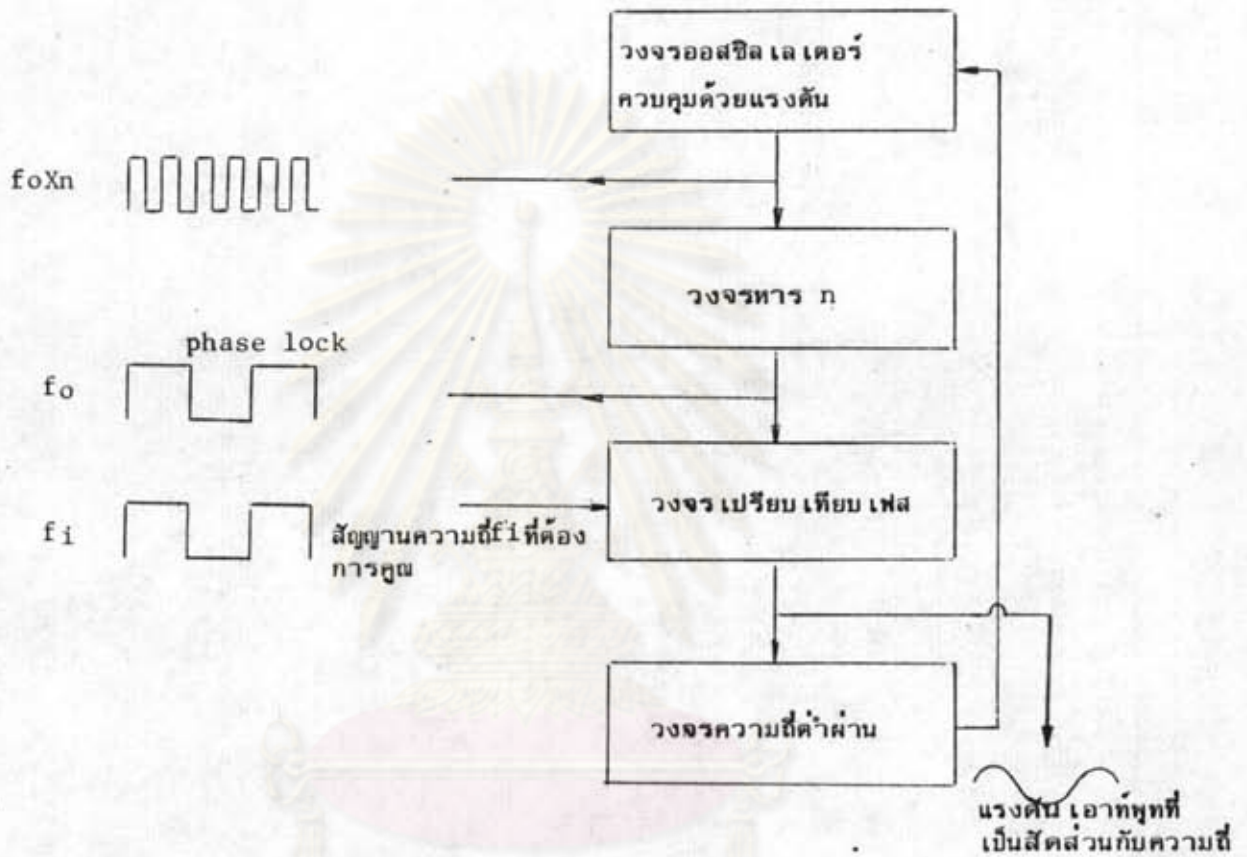 วงจรออสซิลเลเตอร์
ควบคุมด้วยแรงดัน
foXn
วงจรหาร n
phase lock
fo
วงจรเปรียบเทียบเฟส
fi
สัญญานความถี่fiที่ต้อง
การคูณ
วงจรความถี่ต่ำผ่าน
แรงดันเอาท์พูทที่
เป็นสัดส่วนกับความถี่